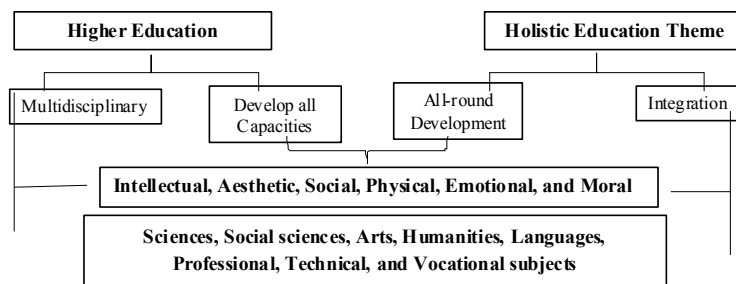 Higher Education
Holistic Education Theme
Multidisciplinary
Develop all
Capacities
All-round
Development
Integration
Intellectual, Aesthetic, Social, Physical, Emotional, and Moral
Sciences, Social sciences, Arts, Humanities, Languages,
Professional, Technical, and Vocational subjects